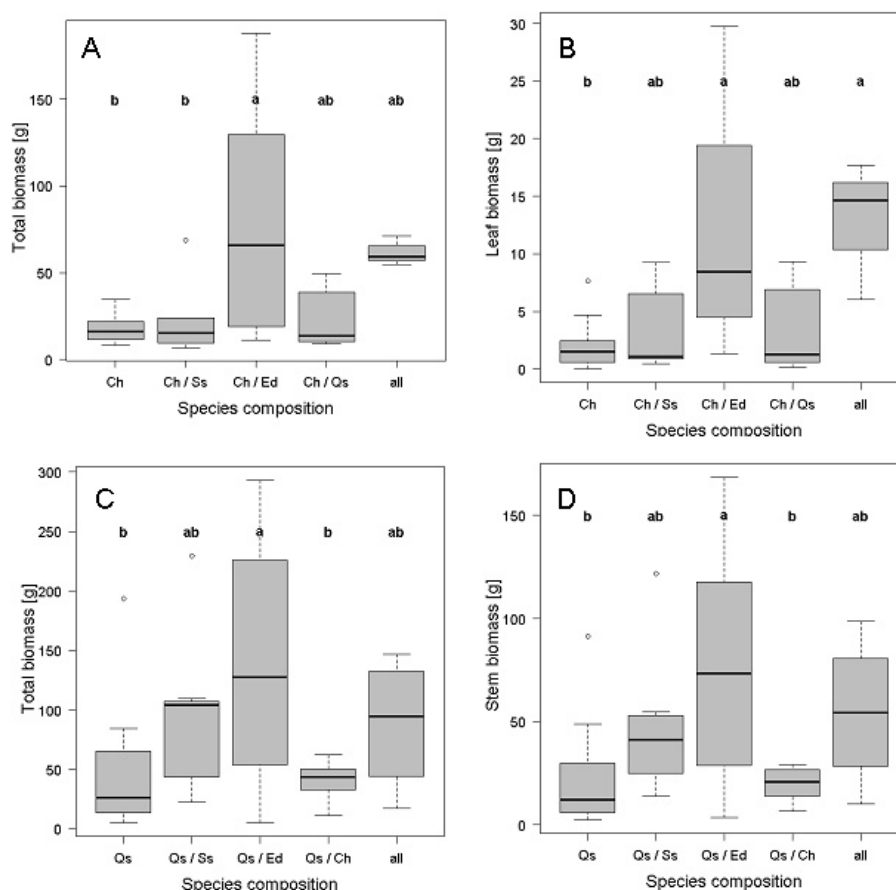 A
Total biomass [g]
150
100
50
0
b b a ab ab
Ch Ch / Ss Ch / Ed Ch / Qs all
Species composition
B
Leaf biomass [g]
30
25
20
15
10
5
0
b ab a ab a
Ch Ch / Ss Ch / Ed Ch / Qs all
Species composition
C
Total biomass [g]
300
250
200
150
100
50
0
b ab a b ab
Qs Qs / Ss Qs / Ed Qs / Ch all
Species composition
D
Stem biomass [g]
150
100
50
0
b ab a b ab
Qs Qs / Ss Qs / Ed Qs / Ch all
Species composition